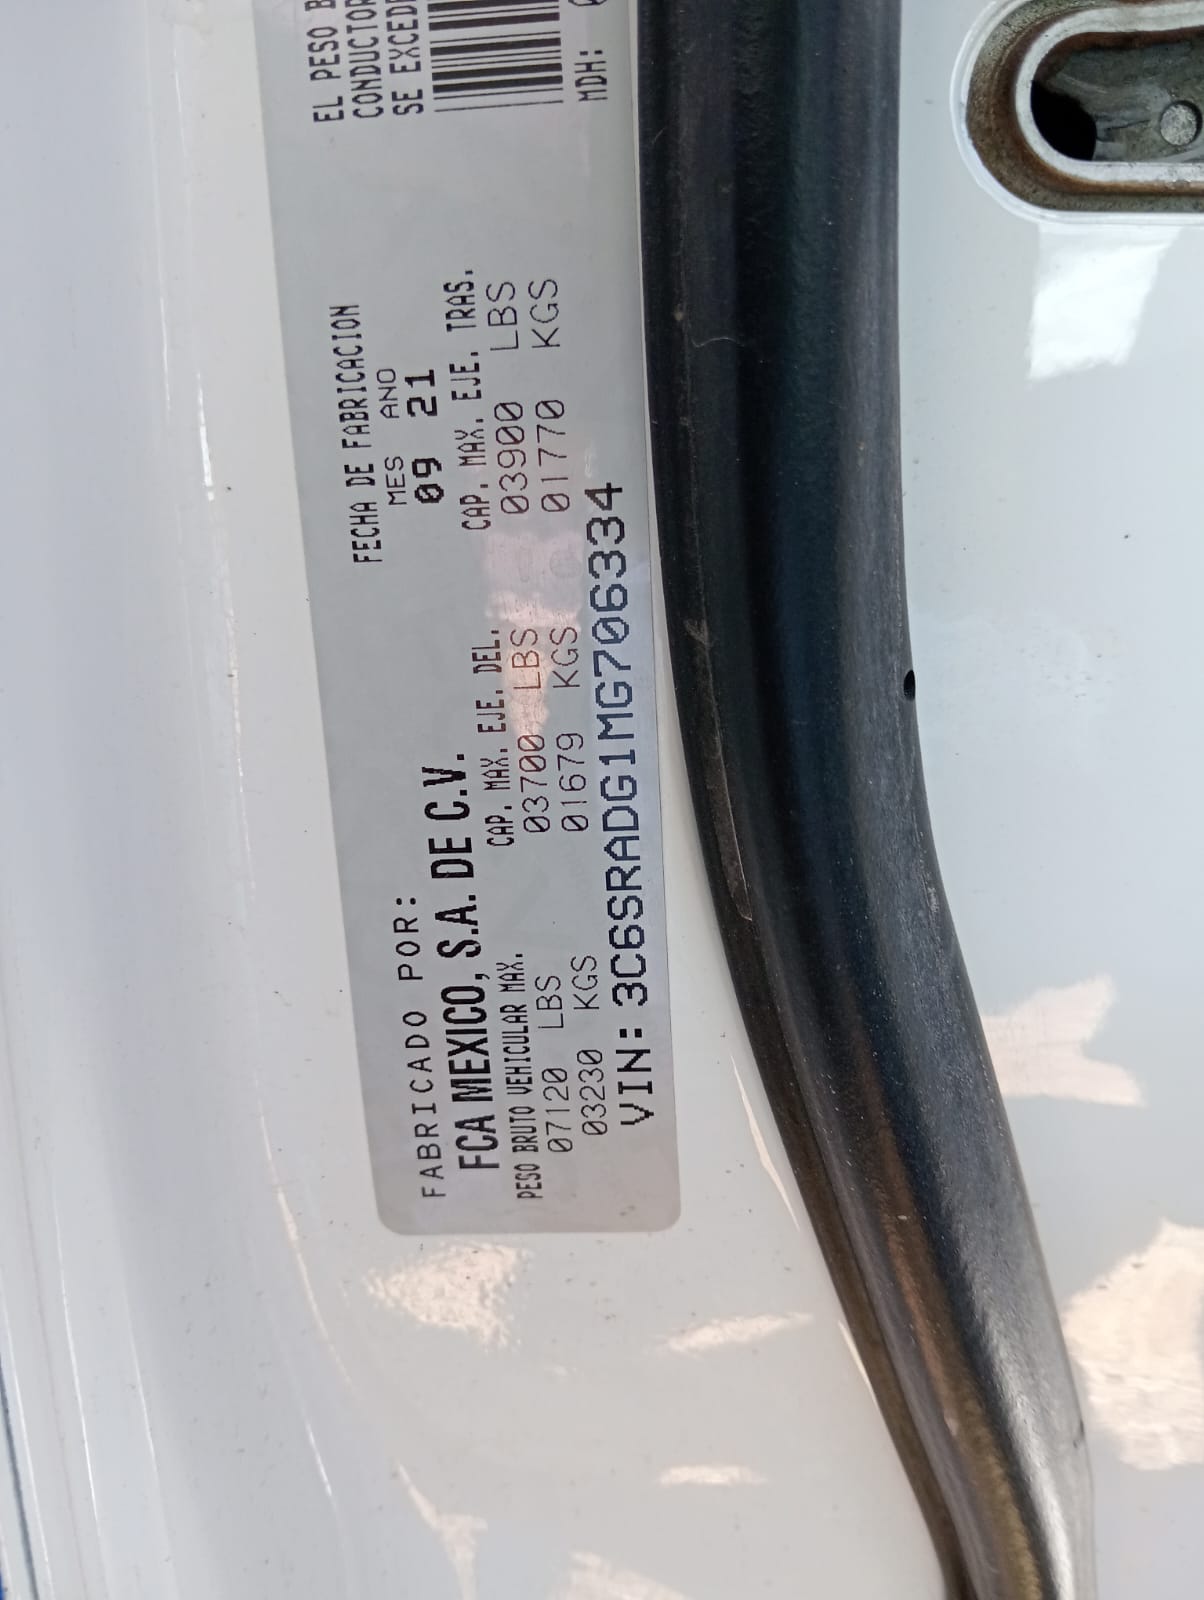 FABRICADO POR:
FECHA DE FABRICACION
MES ANO
FCA MEXICO, S.A. DE C.V.
09 21
PESO BRUTO VEHICULAR MAX.
CAP. MAX. EJE. DEL.
CAP. MAX. EJE. TRAS.
07120 LBS
03700 LBS
03900 LBS
03230 KGS
01679 KGS
01770 KGS
VIN: 3C6SRADG1MG706334
EL PESO
CONDUCTOR
SE
MDH: